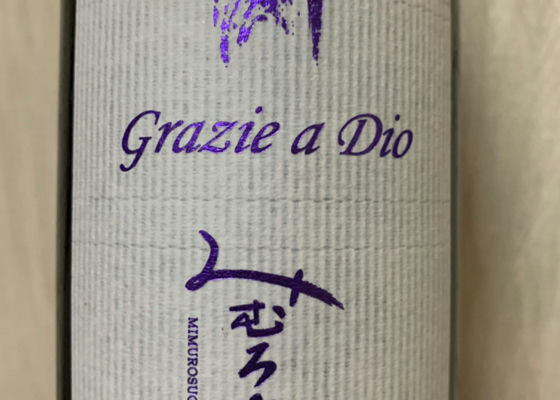 Grazie a Dio
みむろ
MIMUROSUG